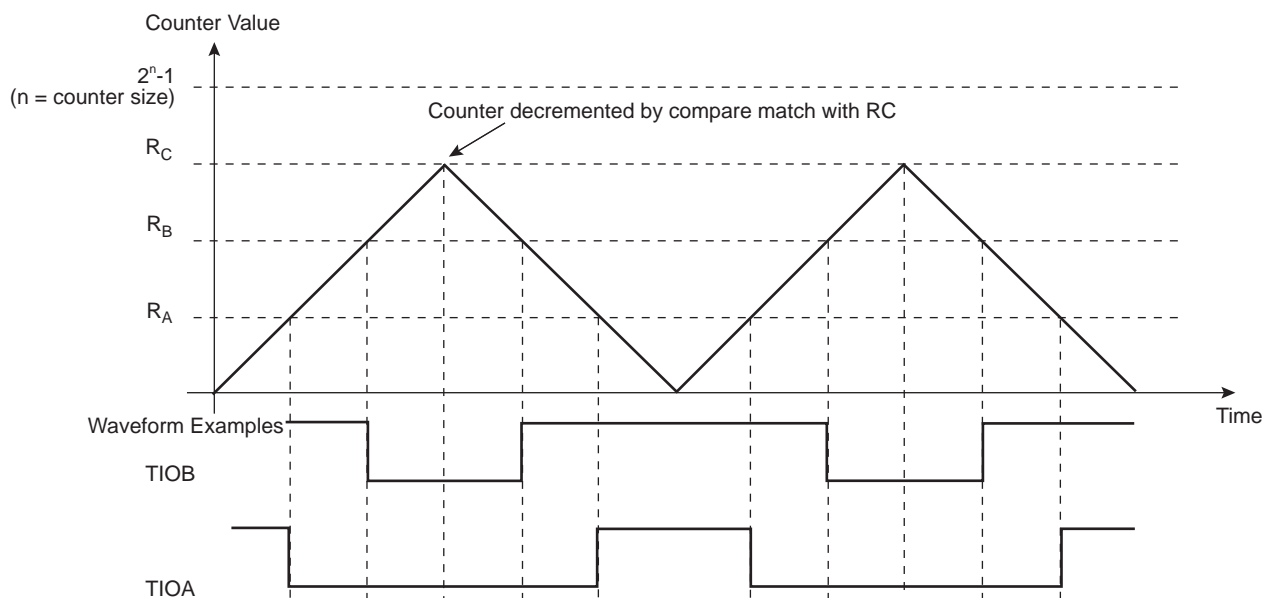 Counter Value
2ⁿ-1
(n = counter size)
Counter decremented by compare match with RC
R_C
R_B
R_A
Time
Waveform Examples
TIOB
TIOA